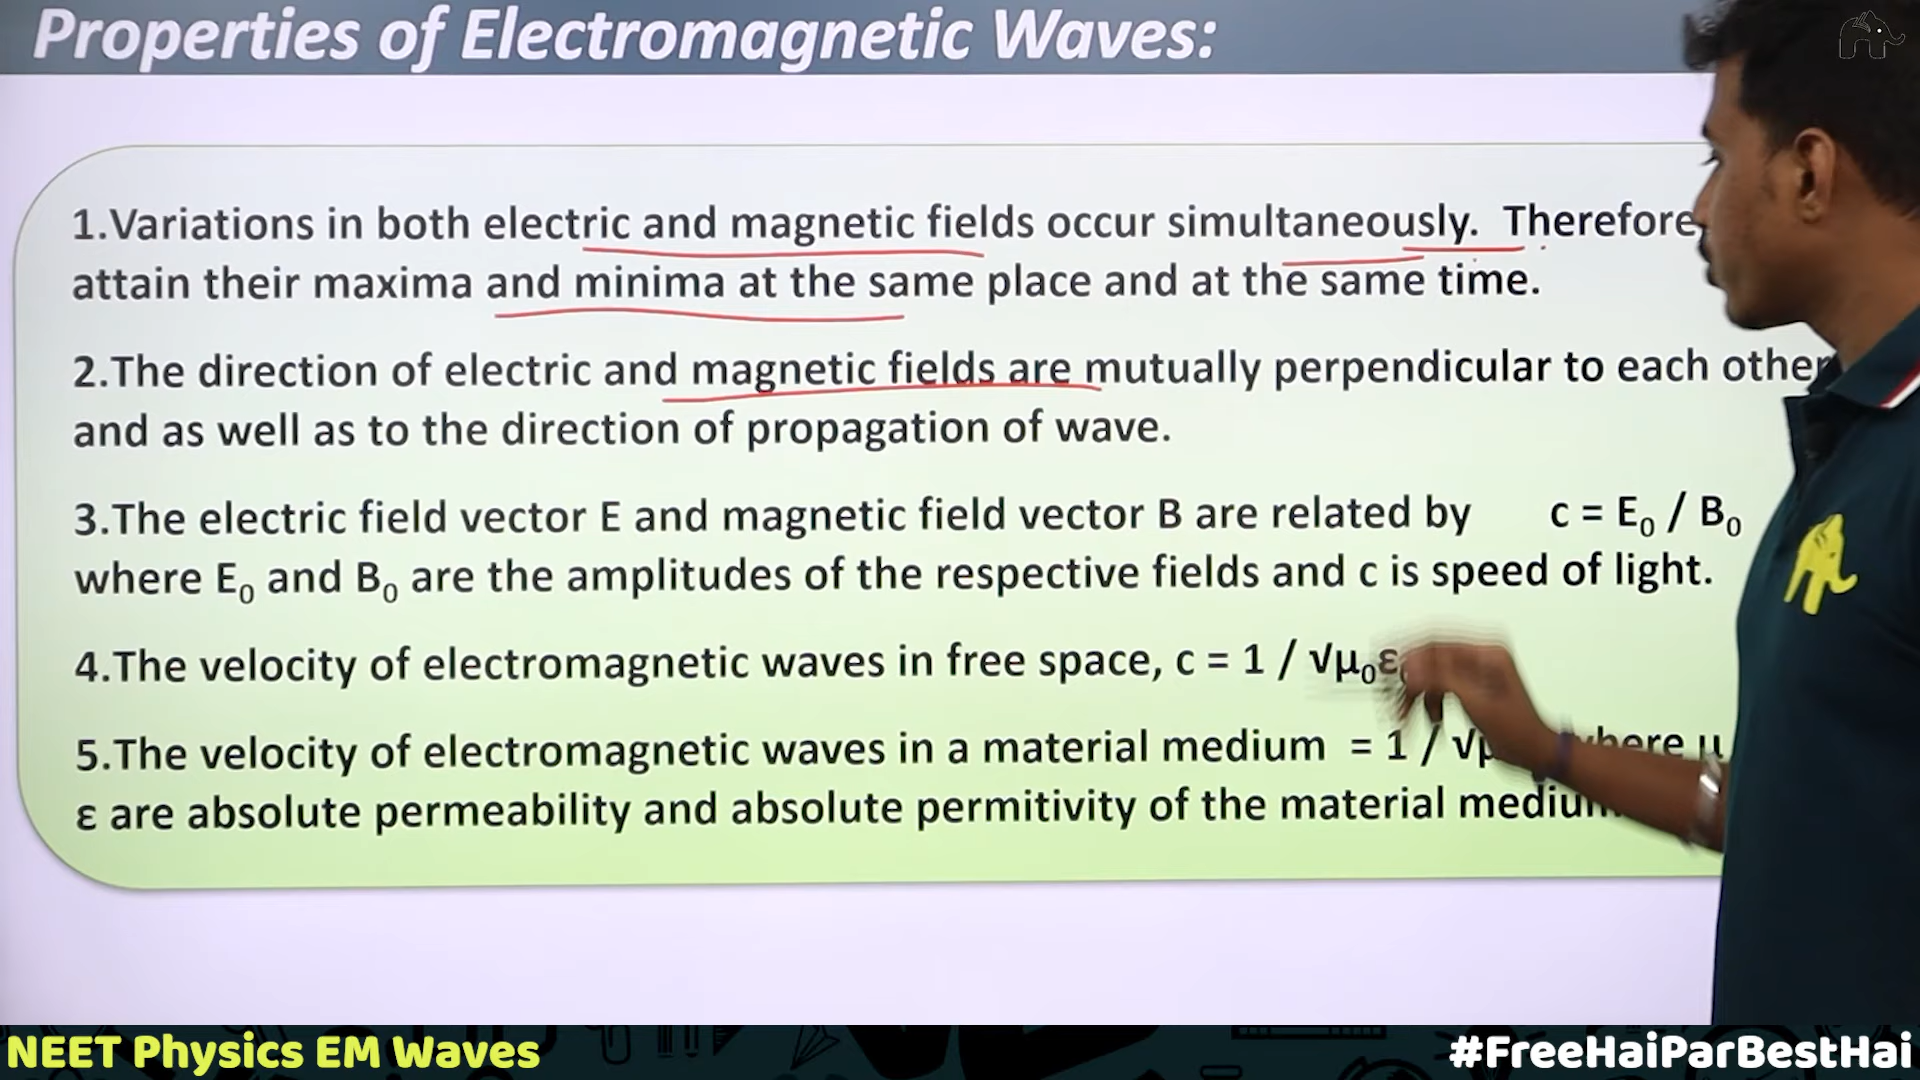 Properties of Electromagnetic Waves:
1.Variations in both electric and magnetic fields occur simultaneously. Therefore
attain their maxima and minima at the same place and at the same time.
2.The direction of electric and magnetic fields are mutually perpendicular to each other
and as well as to the direction of propagation of wave.
3.The electric field vector E and magnetic field vector B are related by c = E₀ / B₀
where E₀ and B₀ are the amplitudes of the respective fields and c is speed of light.
4.The velocity of electromagnetic waves in free space, c = 1 / √μ₀ε
5.The velocity of electromagnetic waves in a material medium = 1 / √μ where μ
ε are absolute permeability and absolute permitivity of the material medium
NEET Physics EM Waves
#FreeHaiParBestHai